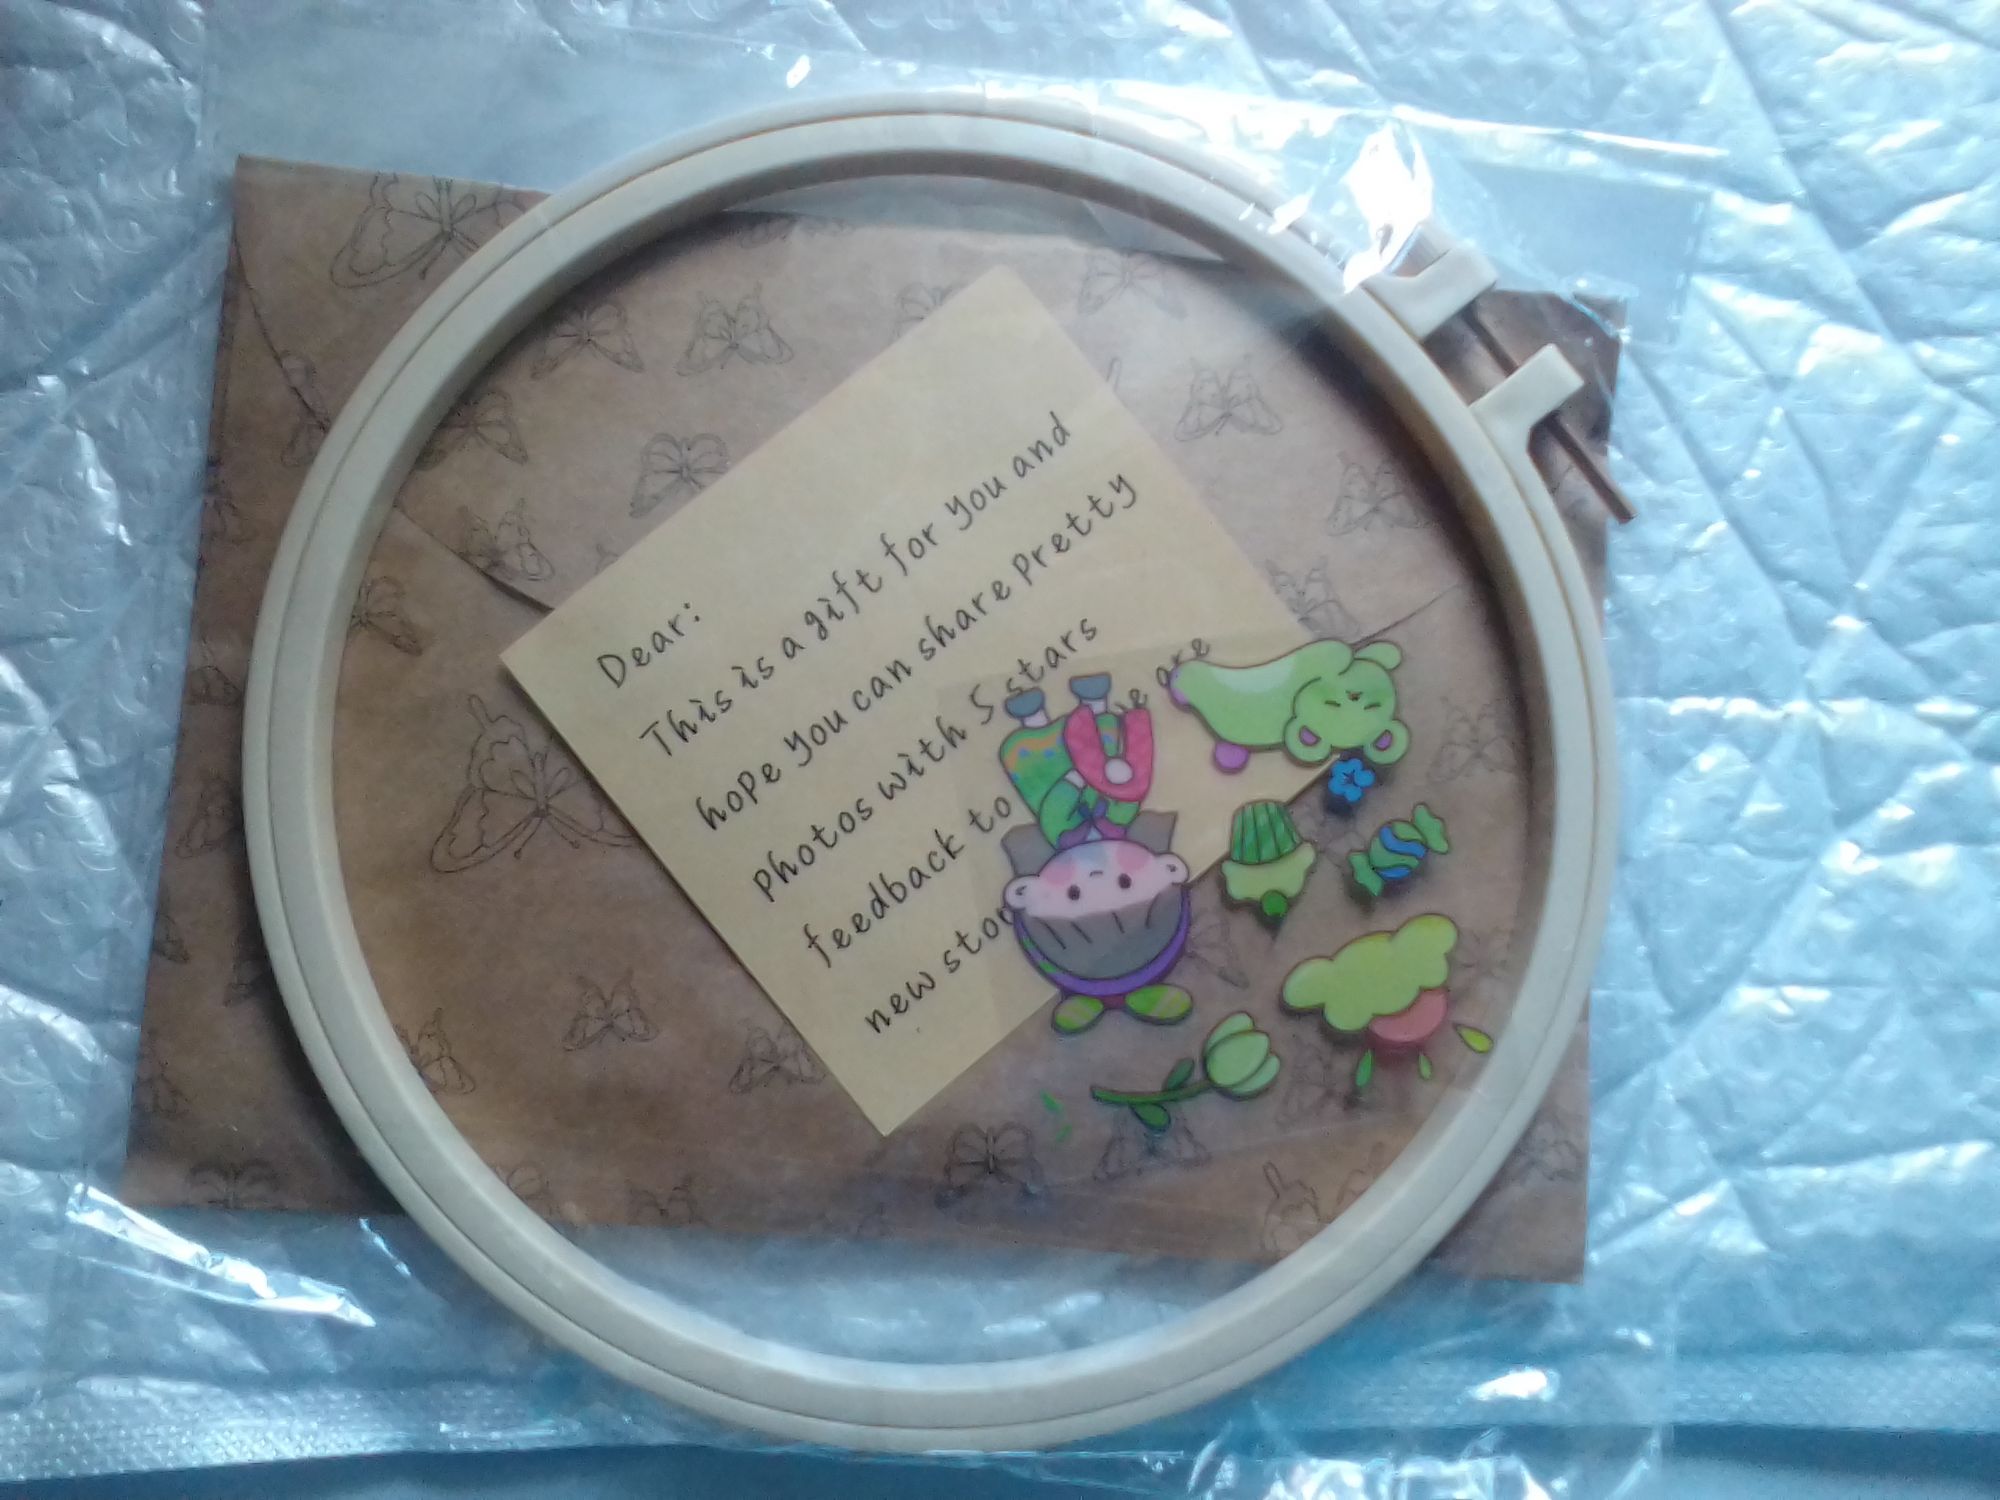 Dear:
This is a gift for you and
hope you can share pretty
photos with 5 stars
feedback to are
new